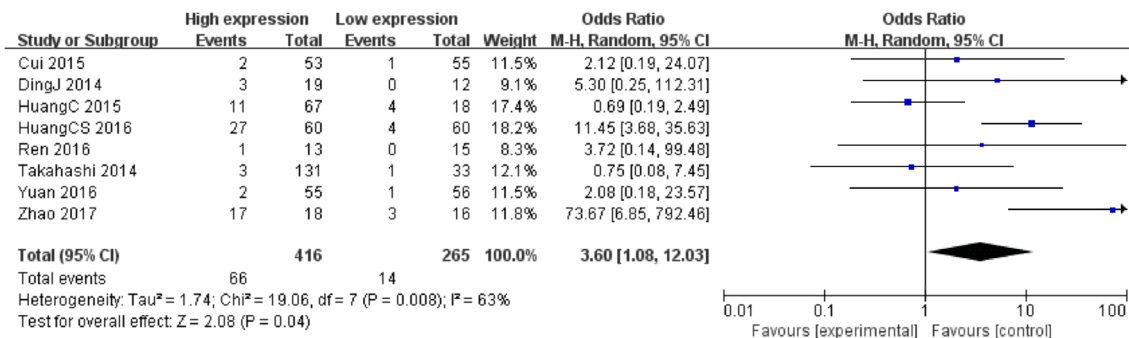 High expression Low expression Odds Ratio Odds Ratio
Study or Subgroup Events Total Events Total Weight M-H, Random, 95% CI M-H, Random, 95% CI
Cui 2015 2 53 1 55 11.5% 2.12 [0.19, 24.07]
DingJ 2014 3 19 0 12 9.1% 5.30 [0.25, 112.31]
HuangC 2015 11 67 4 18 17.4% 0.69 [0.19, 2.49]
HuangCS 2016 27 60 4 60 18.2% 11.45 [3.68, 35.63]
Ren 2016 1 13 0 15 8.3% 3.72 [0.14, 99.48]
Takahashi 2014 3 131 1 33 12.1% 0.75 [0.08, 7.45]
Yuan 2016 2 55 1 56 11.5% 2.08 [0.18, 23.57]
Zhao 2017 17 18 3 16 11.8% 73.67 [6.85, 792.46]
Total (95% CI) 416 265 100.0% 3.60 [1.08, 12.03]
Total events 66 14
Heterogeneity: Tau² = 1.74; Chi² = 19.06, df = 7 (P = 0.008); I² = 63%
Test for overall effect: Z = 2.08 (P = 0.04)
0.01 0.1 1 10 100
Favours [experimental] Favours [control]